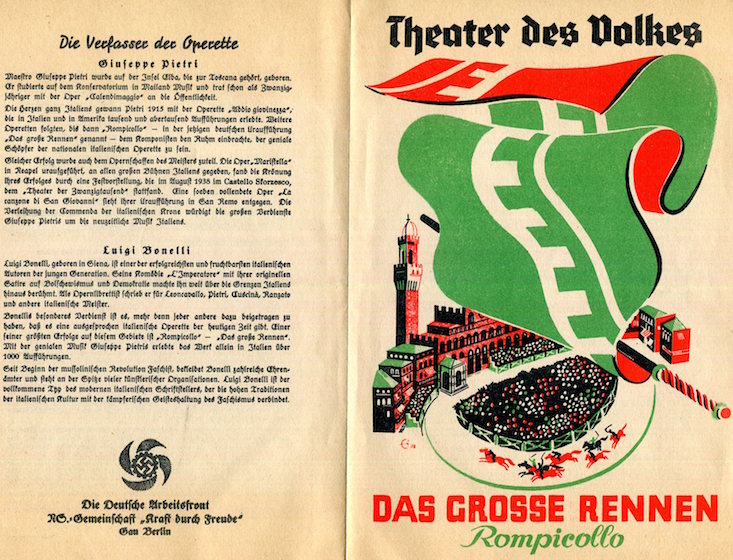 Die Verfasser der Operette
Giuseppe Pietri
Maestro Giuseppe Pietri wurde auf der Insel Elba, die zur Toscana gehört, geboren.
Er studierte auf dem Konservatorium in Mailand Musik und trat schon als Zwanzig-
jähriger mit der Oper „Calendimaggio“ an die Öffentlichkeit.
Die Herzen ganz Italiens gewann Pietri 1915 mit der Operette „Addio giovinezza“,
die in Italien und in Amerika tausend und abertausend Aufführungen erlebte. Weitere
Operetten folgten, bis dann „Rompicollo“ — in der jetzigen deutschen Uraufführung
„Das große Rennen“ genannt — dem Komponisten den Ruhm einbrachte, der geniale
Schöpfer der nationalen italienischen Operette zu sein.
Gleicher Erfolg wurde auch dem Opernschaffen des Meisters zuteil. Die Oper „Maristella“
in Neapel uraufgeführt, an allen großen Bühnen Italiens gegeben, fand die Krönung
ihres Erfolges durch eine Festvorstellung, die im August 1938 im Castello Sforzesco,
dem „Theater der Zwanzigtausend“ stattfand. Eine soeben vollendete Oper „La
canzone di San Giovanni“ sieht ihrer Uraufführung in San Remo entgegen. Die
Verleihung der Commenda der italienischen Krone würdigt die großen Verdienste
Giuseppe Pietris um die neuzeitliche Musik Italiens.
Luigi Bonelli
Luigi Bonelli, geboren in Siena, ist einer der erfolgreichsten und fruchtbarsten italienischen
Autoren der jungen Generation. Seine Komödie „L'Imperatore“ mit ihrer originellen
Satire auf Bolschewismus und Demokratie machte ihn weit über die Grenzen Italiens
hinaus berühmt. Als Opernlibrettist schrieb er für Leoncavallo, Pietri, Cuscinà, Ranzato
und andere italienische Meister.
Bonellis besonderes Verdienst ist es, mehr denn jeder andere dazu beigetragen zu
haben, daß es eine ausgesprochen italienische Operette der heutigen Zeit gibt. Einer
seiner größten Erfolge auf diesem Gebiet ist „Rompicollo“ — „Das große Rennen“.
Mit der genialen Musik Giuseppe Pietris erlebte das Werk allein in Italien über
1000 Aufführungen.
Seit Beginn der mussolinischen Revolution Faschist, bekleidet Bonelli zahlreiche Ehren-
ämter und steht an der Spitze vieler künstlerischer Organisationen. Luigi Bonelli ist der
vollkommene Typ des modernen italienischen Schriftstellers, der die hohen Traditionen
der italienischen Kultur mit der kämpferischen Geisteshaltung des Faschismus verbindet.
Die Deutsche Arbeitsfront
NS.-Gemeinschaft „Kraft durch Freude“
Gau Berlin
Theater des Volkes
DAS GROSSE RENNEN
Rompicollo